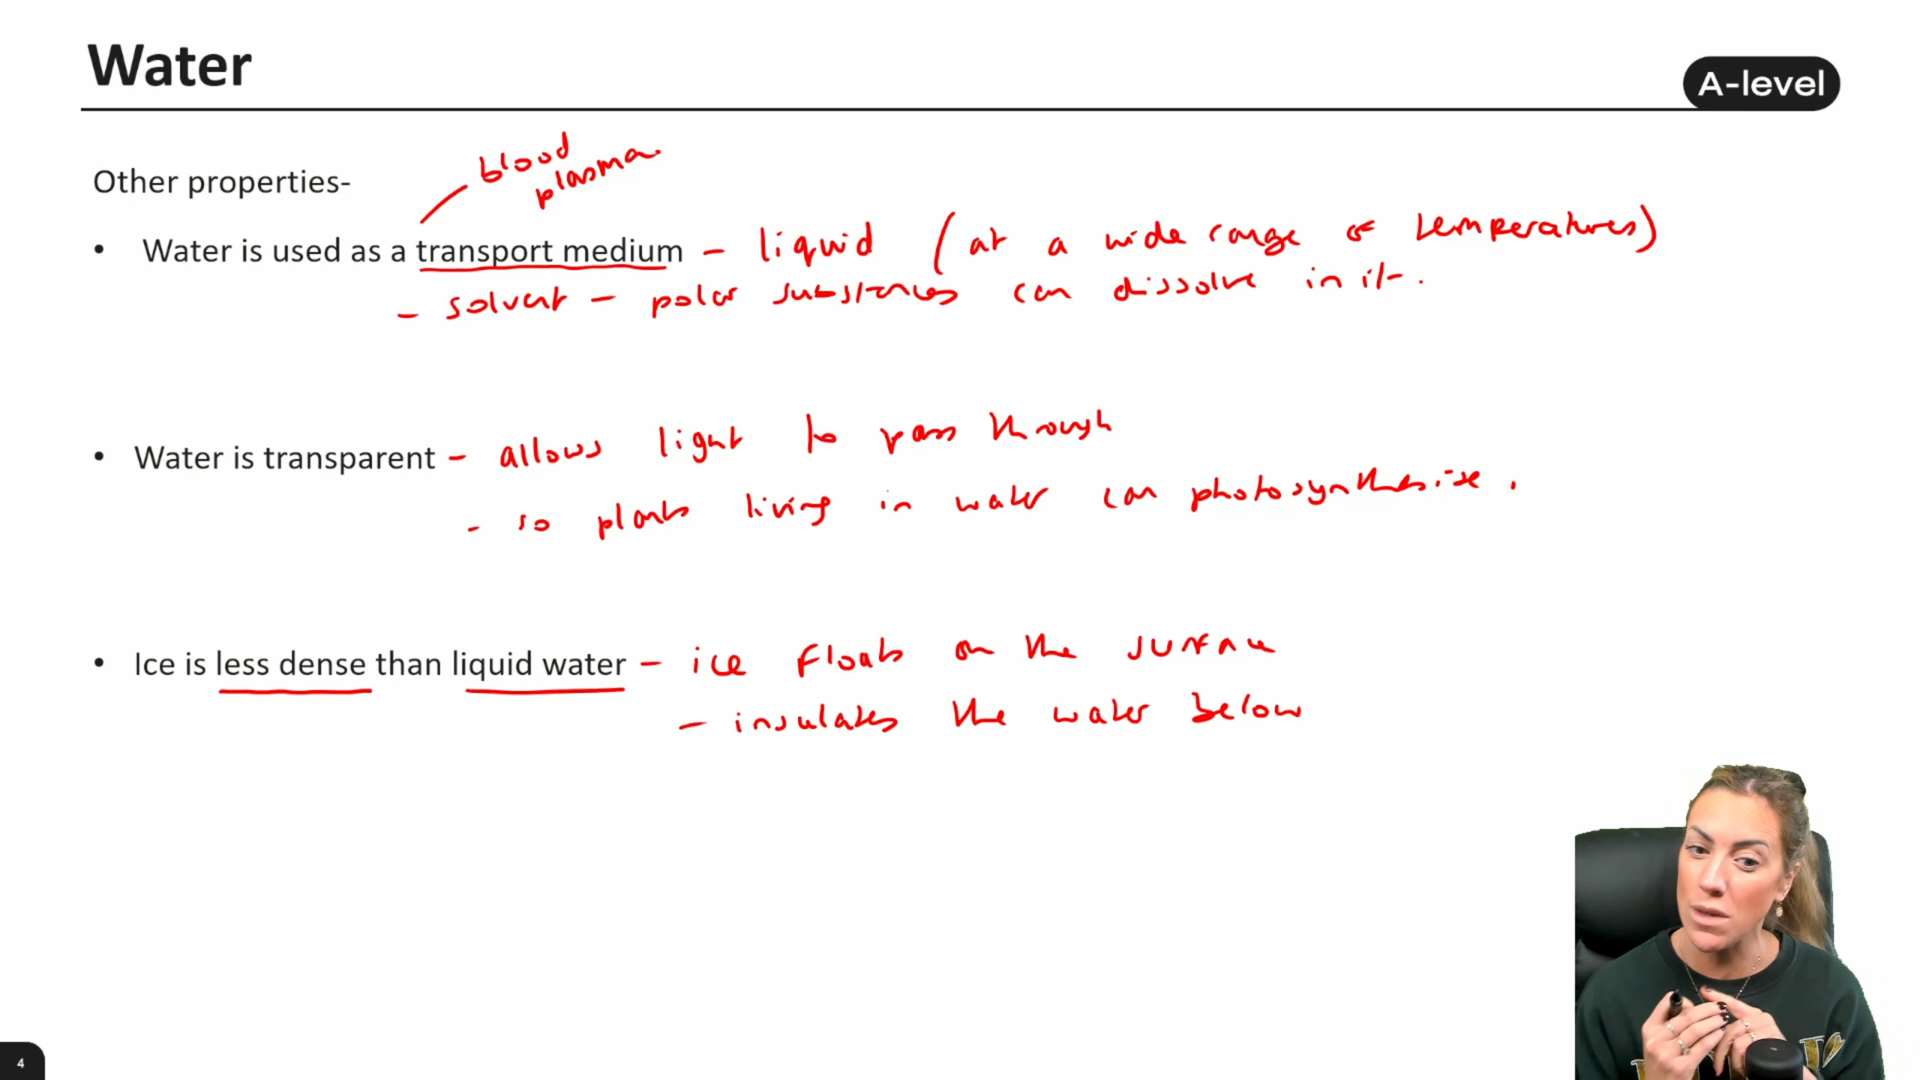 Water
A-level
blood
plasma
Other properties-
• Water is used as a transport medium – liquid (at a wide range of temperatures)
– solvent – polar substances can dissolve in it.
• Water is transparent – allows light to pass through
- so plants living in water can photosynthesise.
• Ice is less dense than liquid water – ice floats on the surface
– insulates the water below
4